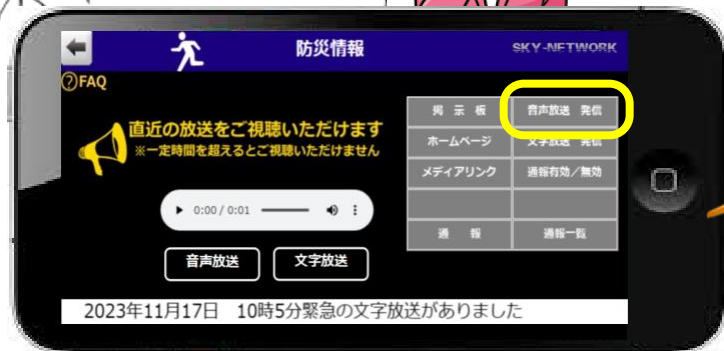 防災情報
SKY-NETWORK
?FAQ
直近の放送をご視聴いただけます
※一定時間を超えるとご視聴いただけません
0:00 / 0:01
音声放送
文字放送
掲 示 板
音声放送 発信
ホームページ
文字放送 発信
メディアリンク
通報有効/無効
通 報
通報一覧
2023年11月17日 10時5分緊急の文字放送がありました